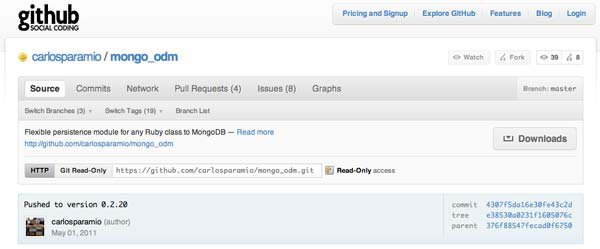 github
SOCIAL CODING
Pricing and Signup Explore GitHub Features Blog Login
carlosparamio / mongo_odm
Watch Fork 39 8
Source Commits Network Pull Requests (4) Issues (8) Graphs Branch: master
Switch Branches (3) Switch Tags (19) Branch List
Flexible persistence module for any Ruby class to MongoDB — Read more
http://github.com/carlosparamio/mongo_odm
Downloads
HTTP Git Read-Only https://github.com/carlosparamio/mongo_odm.git Read-Only access
Pushed to version 0.2.20
carlosparamio (author)
May 01, 2011
commit 4307f5da16e30fe43c2d
tree e38530a0231f1605076c
parent 376f88547fecad0f6750